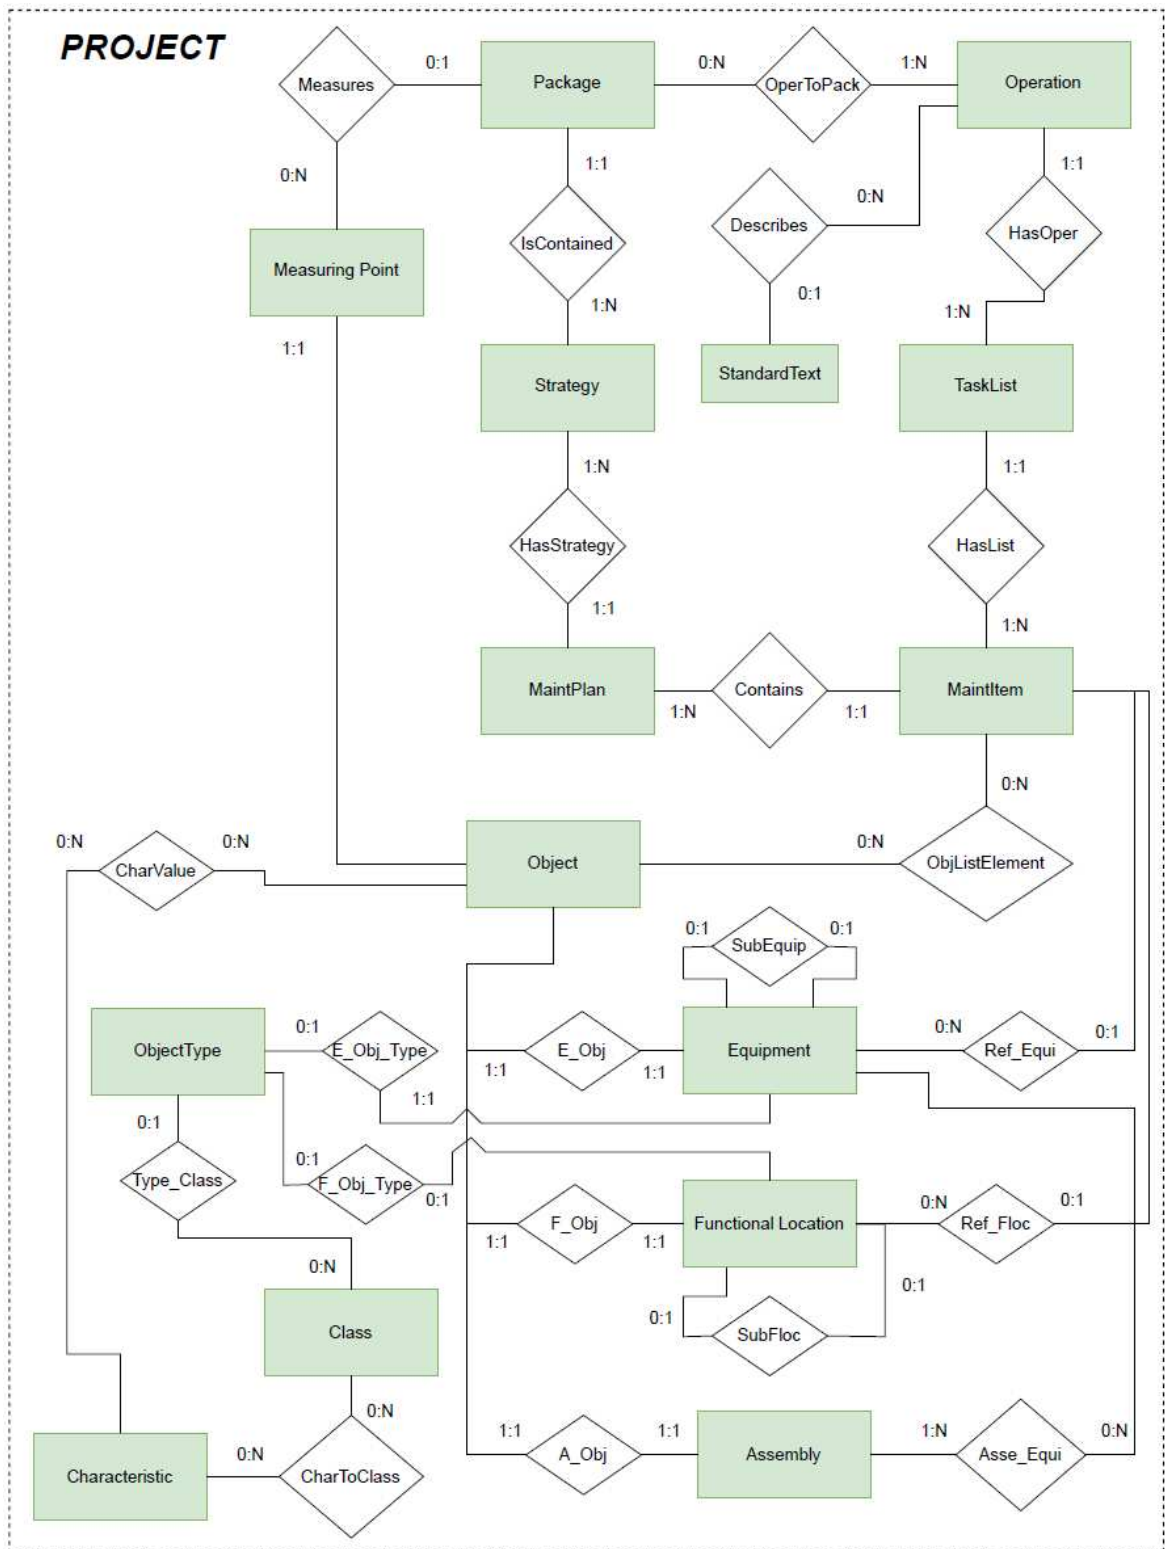 PROJECT
Measures
0:1
Package
0:N
OperToPack
1:N
Operation
0:N
1:1
1:1
Describes
0:N
HasOper
IsContained
Measuring Point
0:1
1:N
1:N
1:1
Strategy
StandardText
TaskList
1:N
1:1
HasStrategy
HasList
1:1
1:N
MaintPlan
1:N
Contains
1:1
MaintItem
0:N
0:N
CharValue
0:N
Object
0:N
ObjListElement
0:1
SubEquip
0:1
ObjectType
0:1
E_Obj_Type
1:1
1:1
E_Obj
1:1
Equipment
0:N
Ref_Equi
0:1
0:1
Type_Class
0:1
F_Obj_Type
0:1
1:1
F_Obj
1:1
Functional Location
0:N
Ref_Floc
0:1
0:N
0:1
SubFloc
0:1
Class
0:N
Characteristic
0:N
CharToClass
1:1
A_Obj
1:1
Assembly
1:N
Asse_Equi
0:N